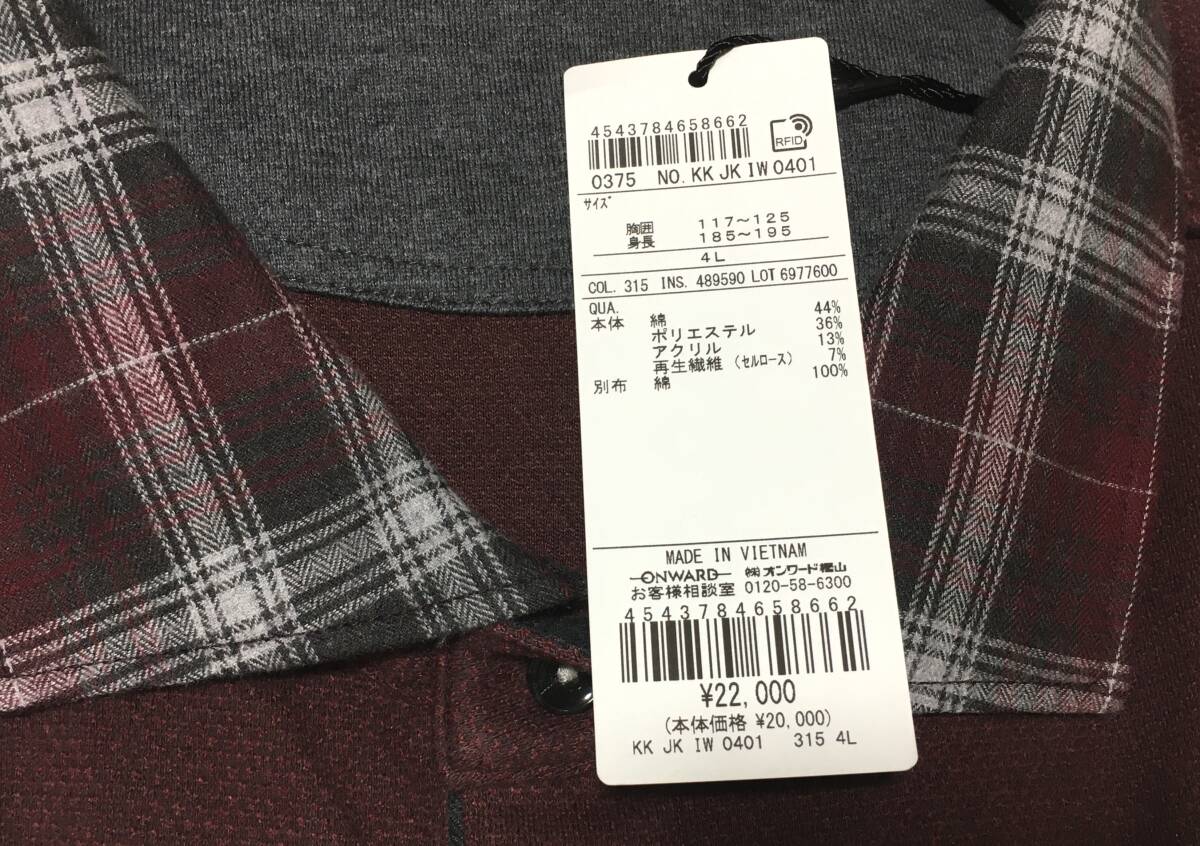 4543784658662
RFID
0375 NO. KK JK IW 0401
サイズ
胸囲 117～125
身長 185～195
4L
COL. 315 INS. 489590 LOT 6977600
QUA.
本体 綿 44%
ポリエステル 36%
アクリル 13%
再生繊維 (セルロース) 7%
別布 綿 100%
MADE IN VIETNAM
ONWARD ㈱オンワード樫山
お客様相談室 0120-58-6300
4543784658662
¥22,000
(本体価格 ¥20,000)
KK JK IW 0401 315 4L